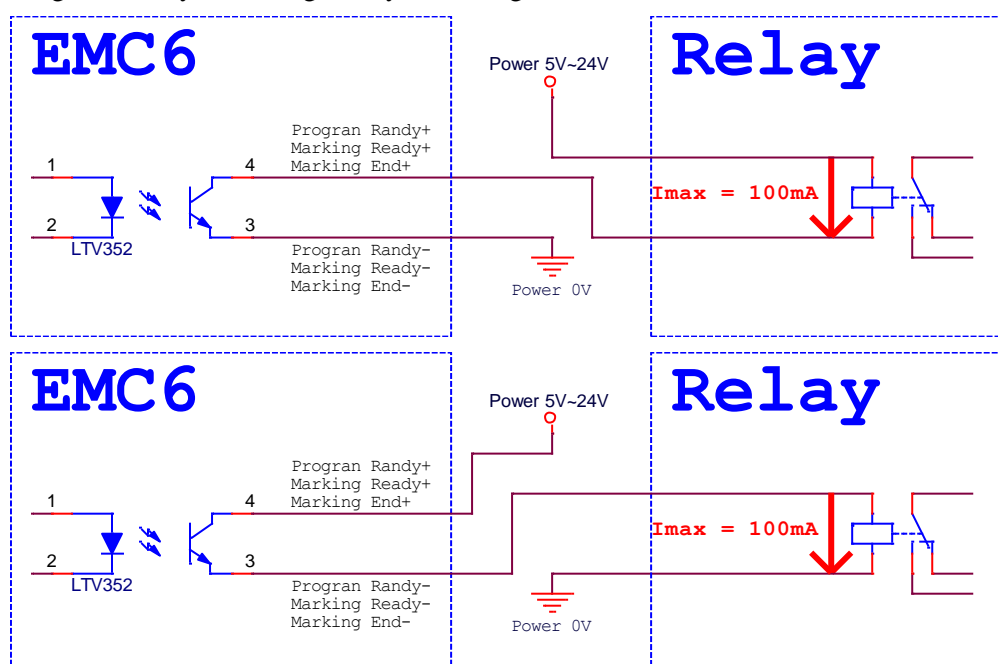 EMC6
Power 5V~24V
Relay
Progran Randy+
Marking Ready+
Marking End+
1
4
Imax = 100mA
2
3
LTV352
Progran Randy-
Marking Ready-
Marking End-
Power 0V
EMC6
Power 5V~24V
Relay
Progran Randy+
Marking Ready+
Marking End+
1
4
Imax = 100mA
2
3
LTV352
Progran Randy-
Marking Ready-
Marking End-
Power 0V